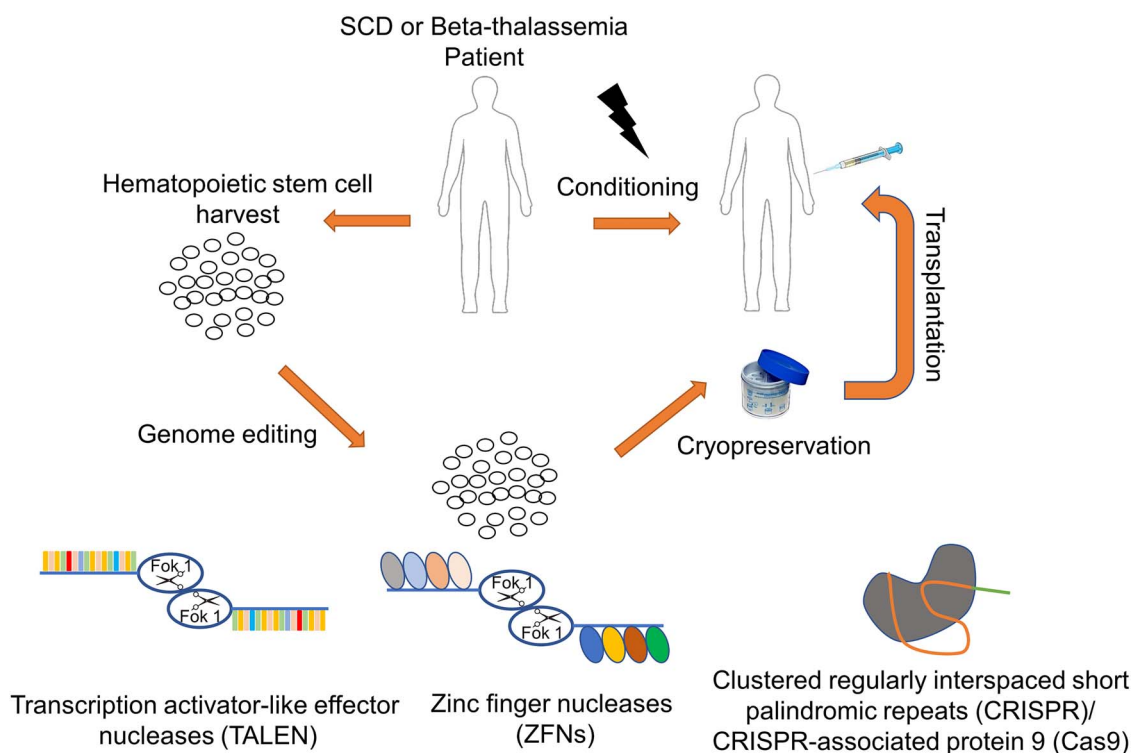 SCD or Beta-thalassemia
Patient
Hematopoietic stem cell
harvest
Conditioning
Transplantation
Genome editing
Cryopreservation
Fok 1
Fok 1
Fok 1
Fok 1
Transcription activator-like effector
nucleases (TALEN)
Zinc finger nucleases
(ZFNs)
Clustered regularly interspaced short
palindromic repeats (CRISPR)/
CRISPR-associated protein 9 (Cas9)